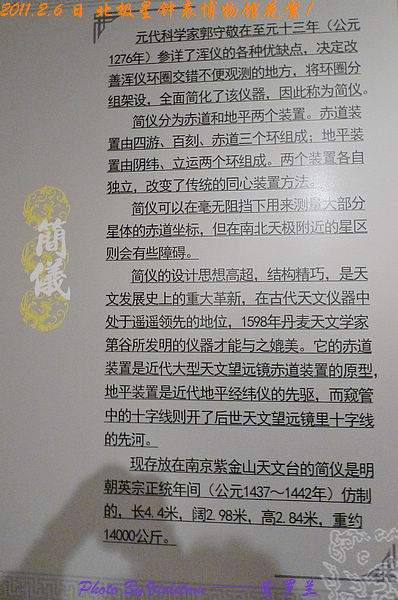 2011.2.6 日 北极星钟表博物馆
元代科学家郭守敬在至元十三年（公元
1276年）参详了浑仪的各种优缺点，决定改
善浑仪环圈交错不便观测的地方，将环圈分
组架设，全面简化了该仪器，因此称为简仪。
简仪分为赤道和地平两个装置。赤道装
置由四游、百刻、赤道三个环组成；地平装
置由阴纬、立运两个环组成。两个装置各自
独立，改变了传统的同心装置方法。
简仪可以在毫无阻挡下用来测量大部分
星体的赤道坐标，但在南北天极附近的星区
则会有些障碍。
简仪的设计思想高超，结构精巧，是天
文发展史上的重大革新，在古代天文仪器中
处于遥遥领先的地位，1598年丹麦天文学家
第谷所发明的仪器才能与之媲美。它的赤道
装置是近代大型天文望远镜赤道装置的原型，
地平装置是近代地平经纬仪的先驱，而窥管
中的十字线则开了后世天文望远镜里十字线
的先河。
现存放在南京紫金山天文台的简仪是明
朝英宗正统年间（公元1437～1442年）仿制
的，长4.4米，阔2.98米，高2.84米，重约
14000公斤。
簡儀
Photo By